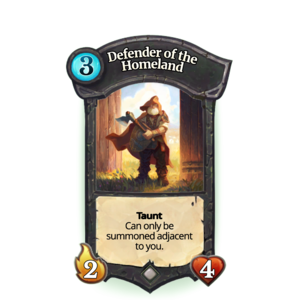 Defender of the
Homeland
3
Taunt
Can only be
summoned adjacent
to you.
2
4